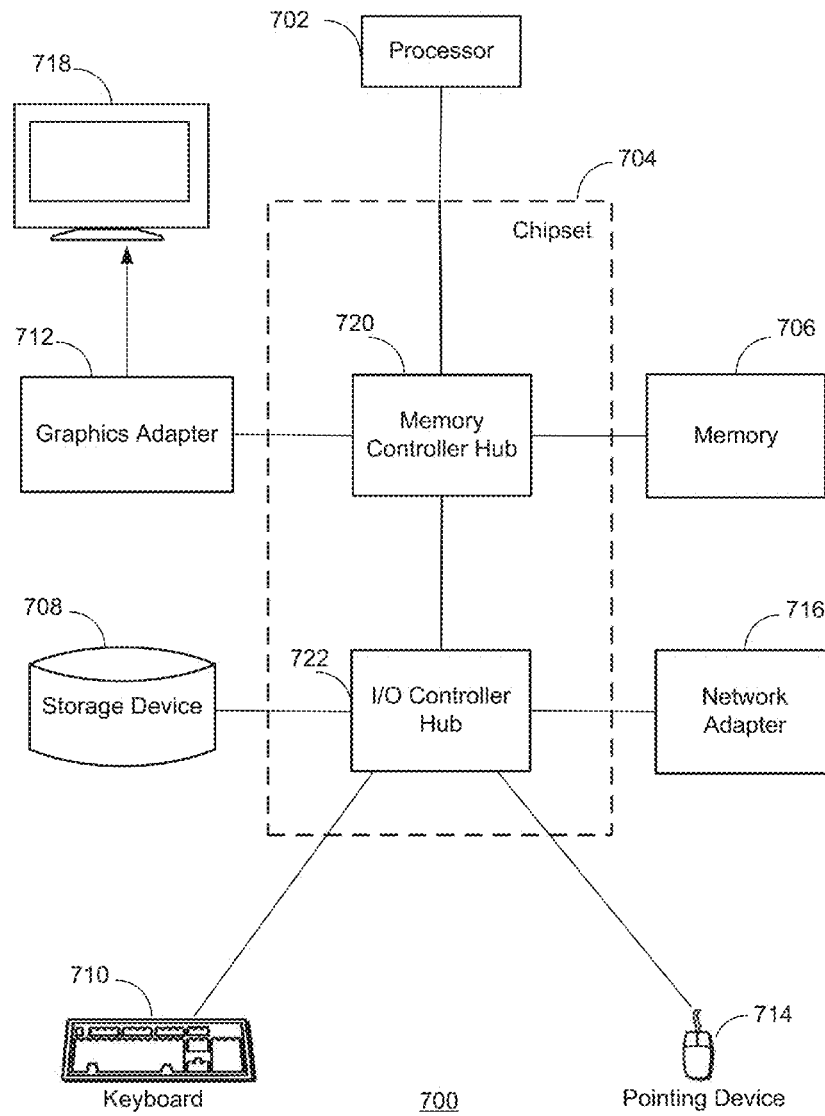 702
Processor
718
704
Chipset
712
720
706
Graphics Adapter
Memory
Controller Hub
Memory
708
722
716
Storage Device
I/O Controller
Hub
Network
Adapter
710
714
Keyboard
700
Pointing Device